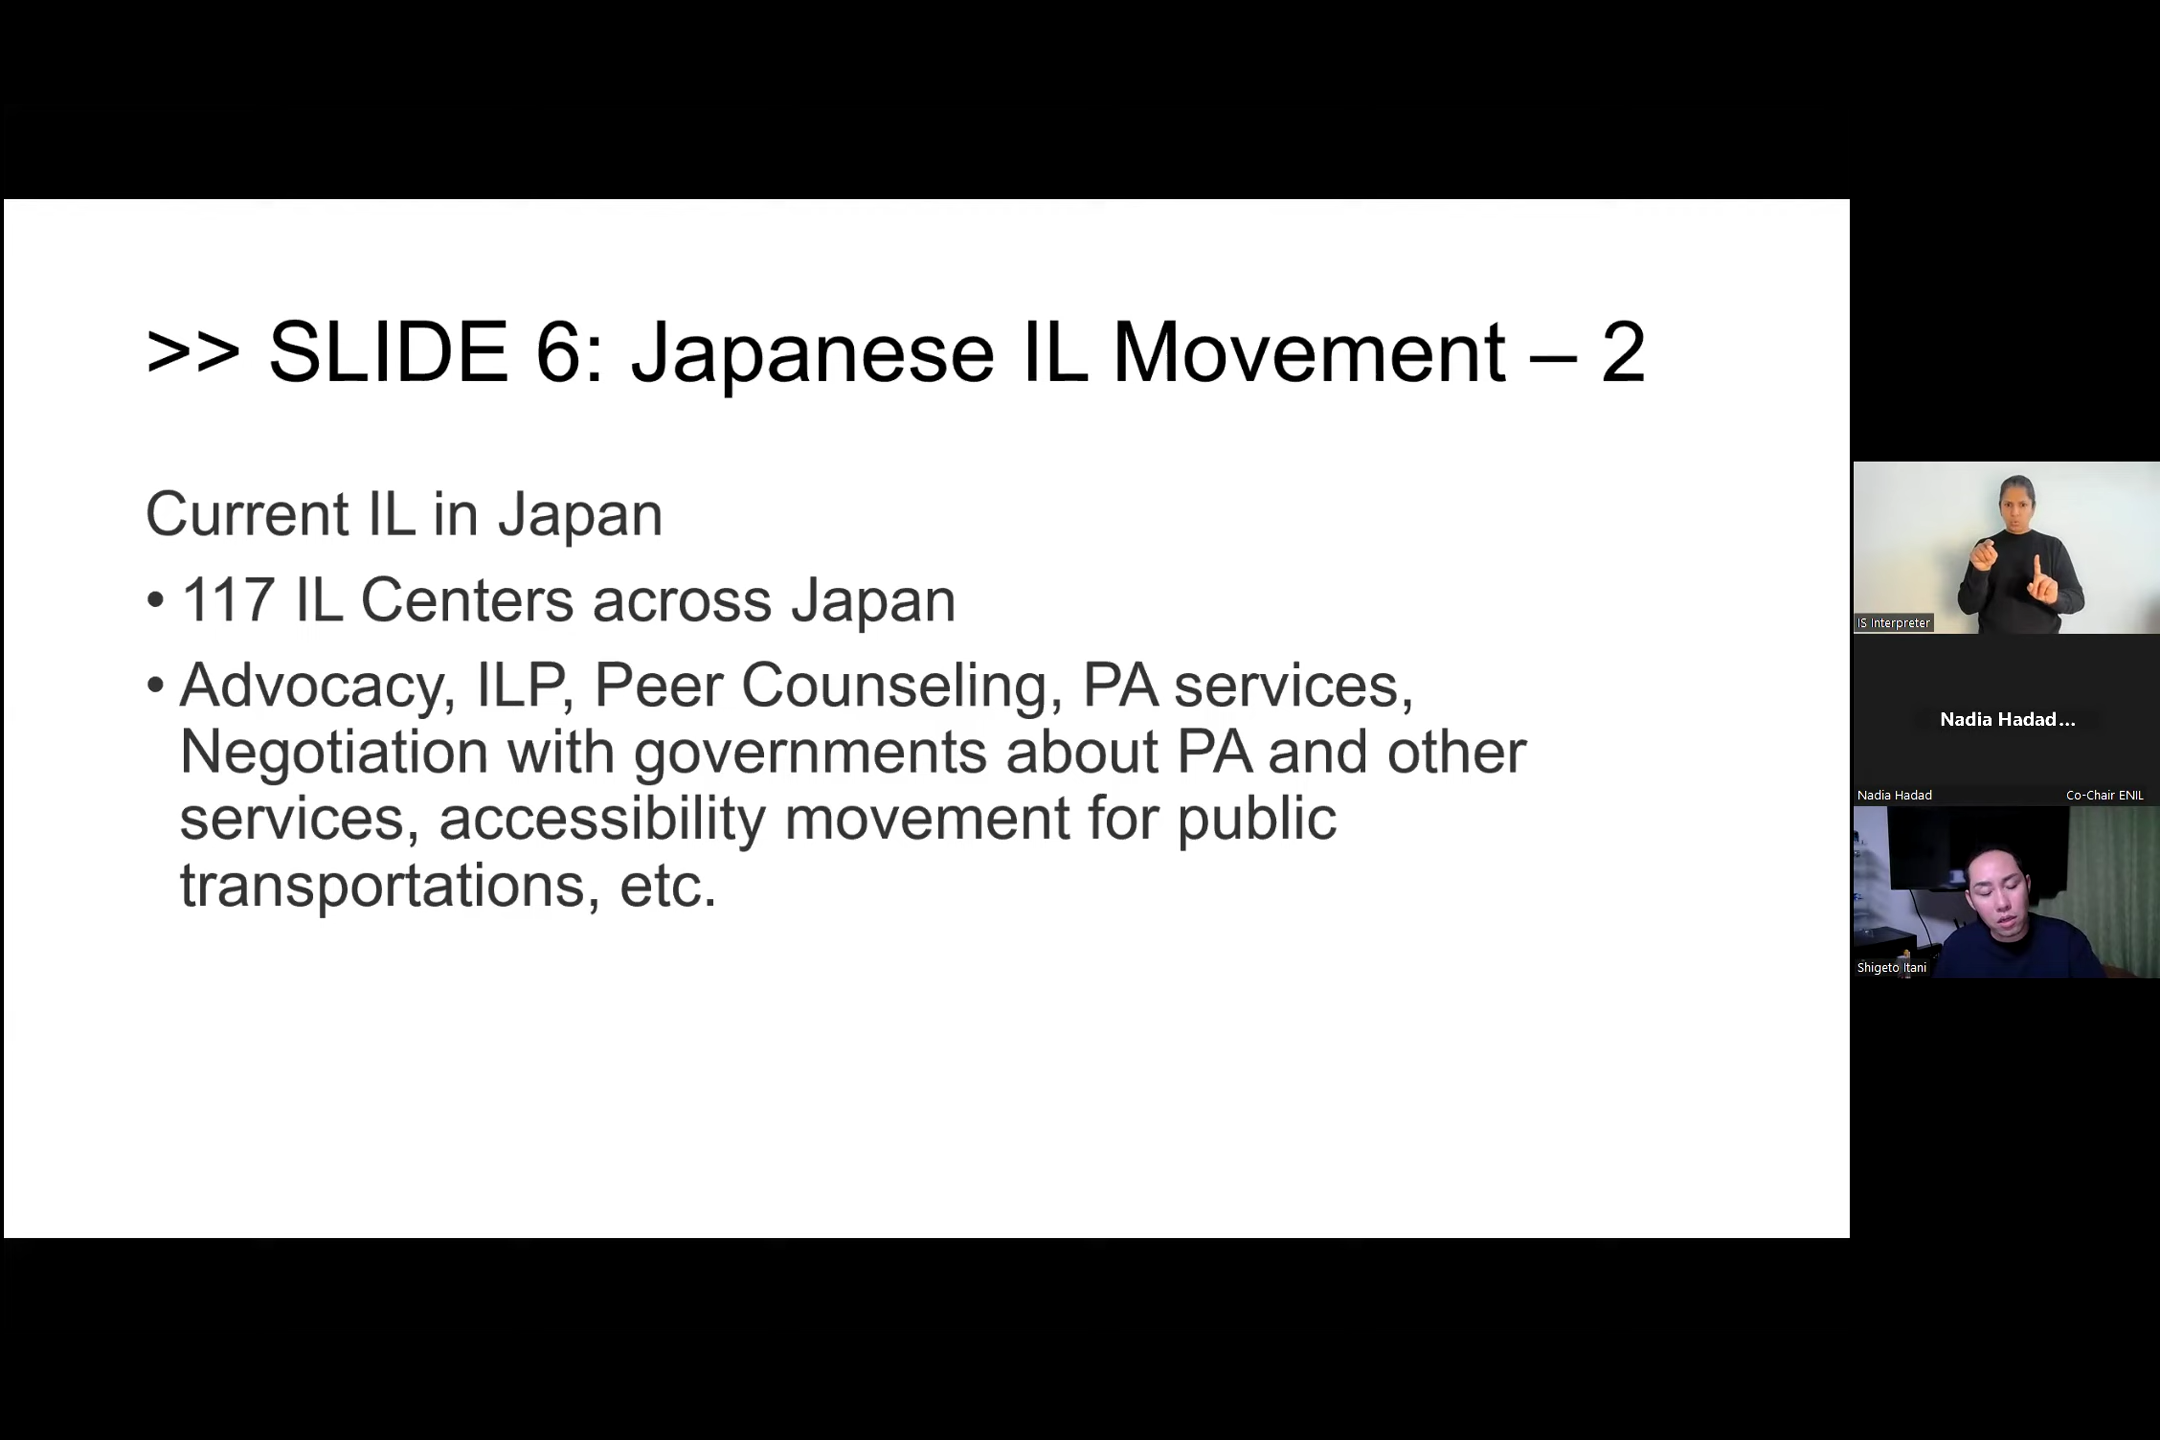 >> SLIDE 6: Japanese IL Movement – 2
Current IL in Japan
• 117 IL Centers across Japan
• Advocacy, ILP, Peer Counseling, PA services,
Negotiation with governments about PA and other
services, accessibility movement for public
transportations, etc.
IS Interpreter
Nadia Hadad...
Nadia Hadad Co-Chair ENIL
Shigeto Itani